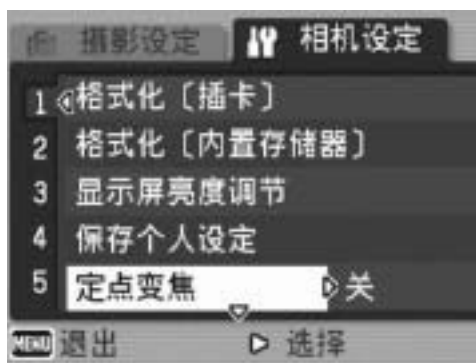 摄影设定 相机设定
1 格式化〔插卡〕
2 格式化〔内置存储器〕
3 显示屏亮度调节
4 保存个人设定
5 定点变焦 关
MENU 退出 选择